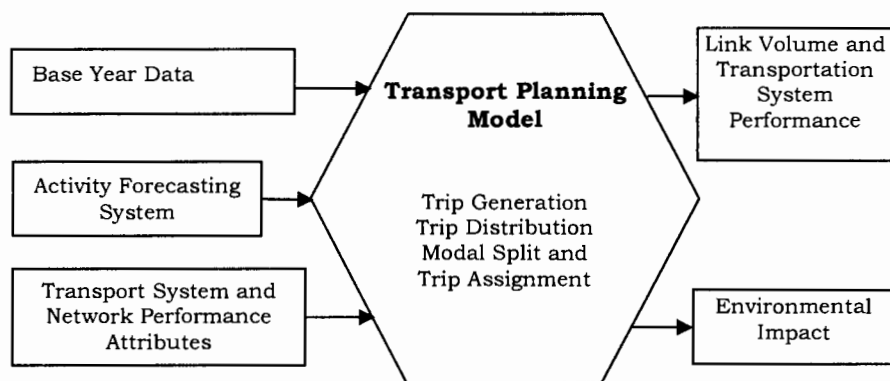 Base Year Data
Activity Forecasting
System
Transport System and
Network Performance
Attributes
Transport Planning
Model
Trip Generation
Trip Distribution
Modal Split and
Trip Assignment
Link Volume and
Transportation
System
Performance
Environmental
Impact